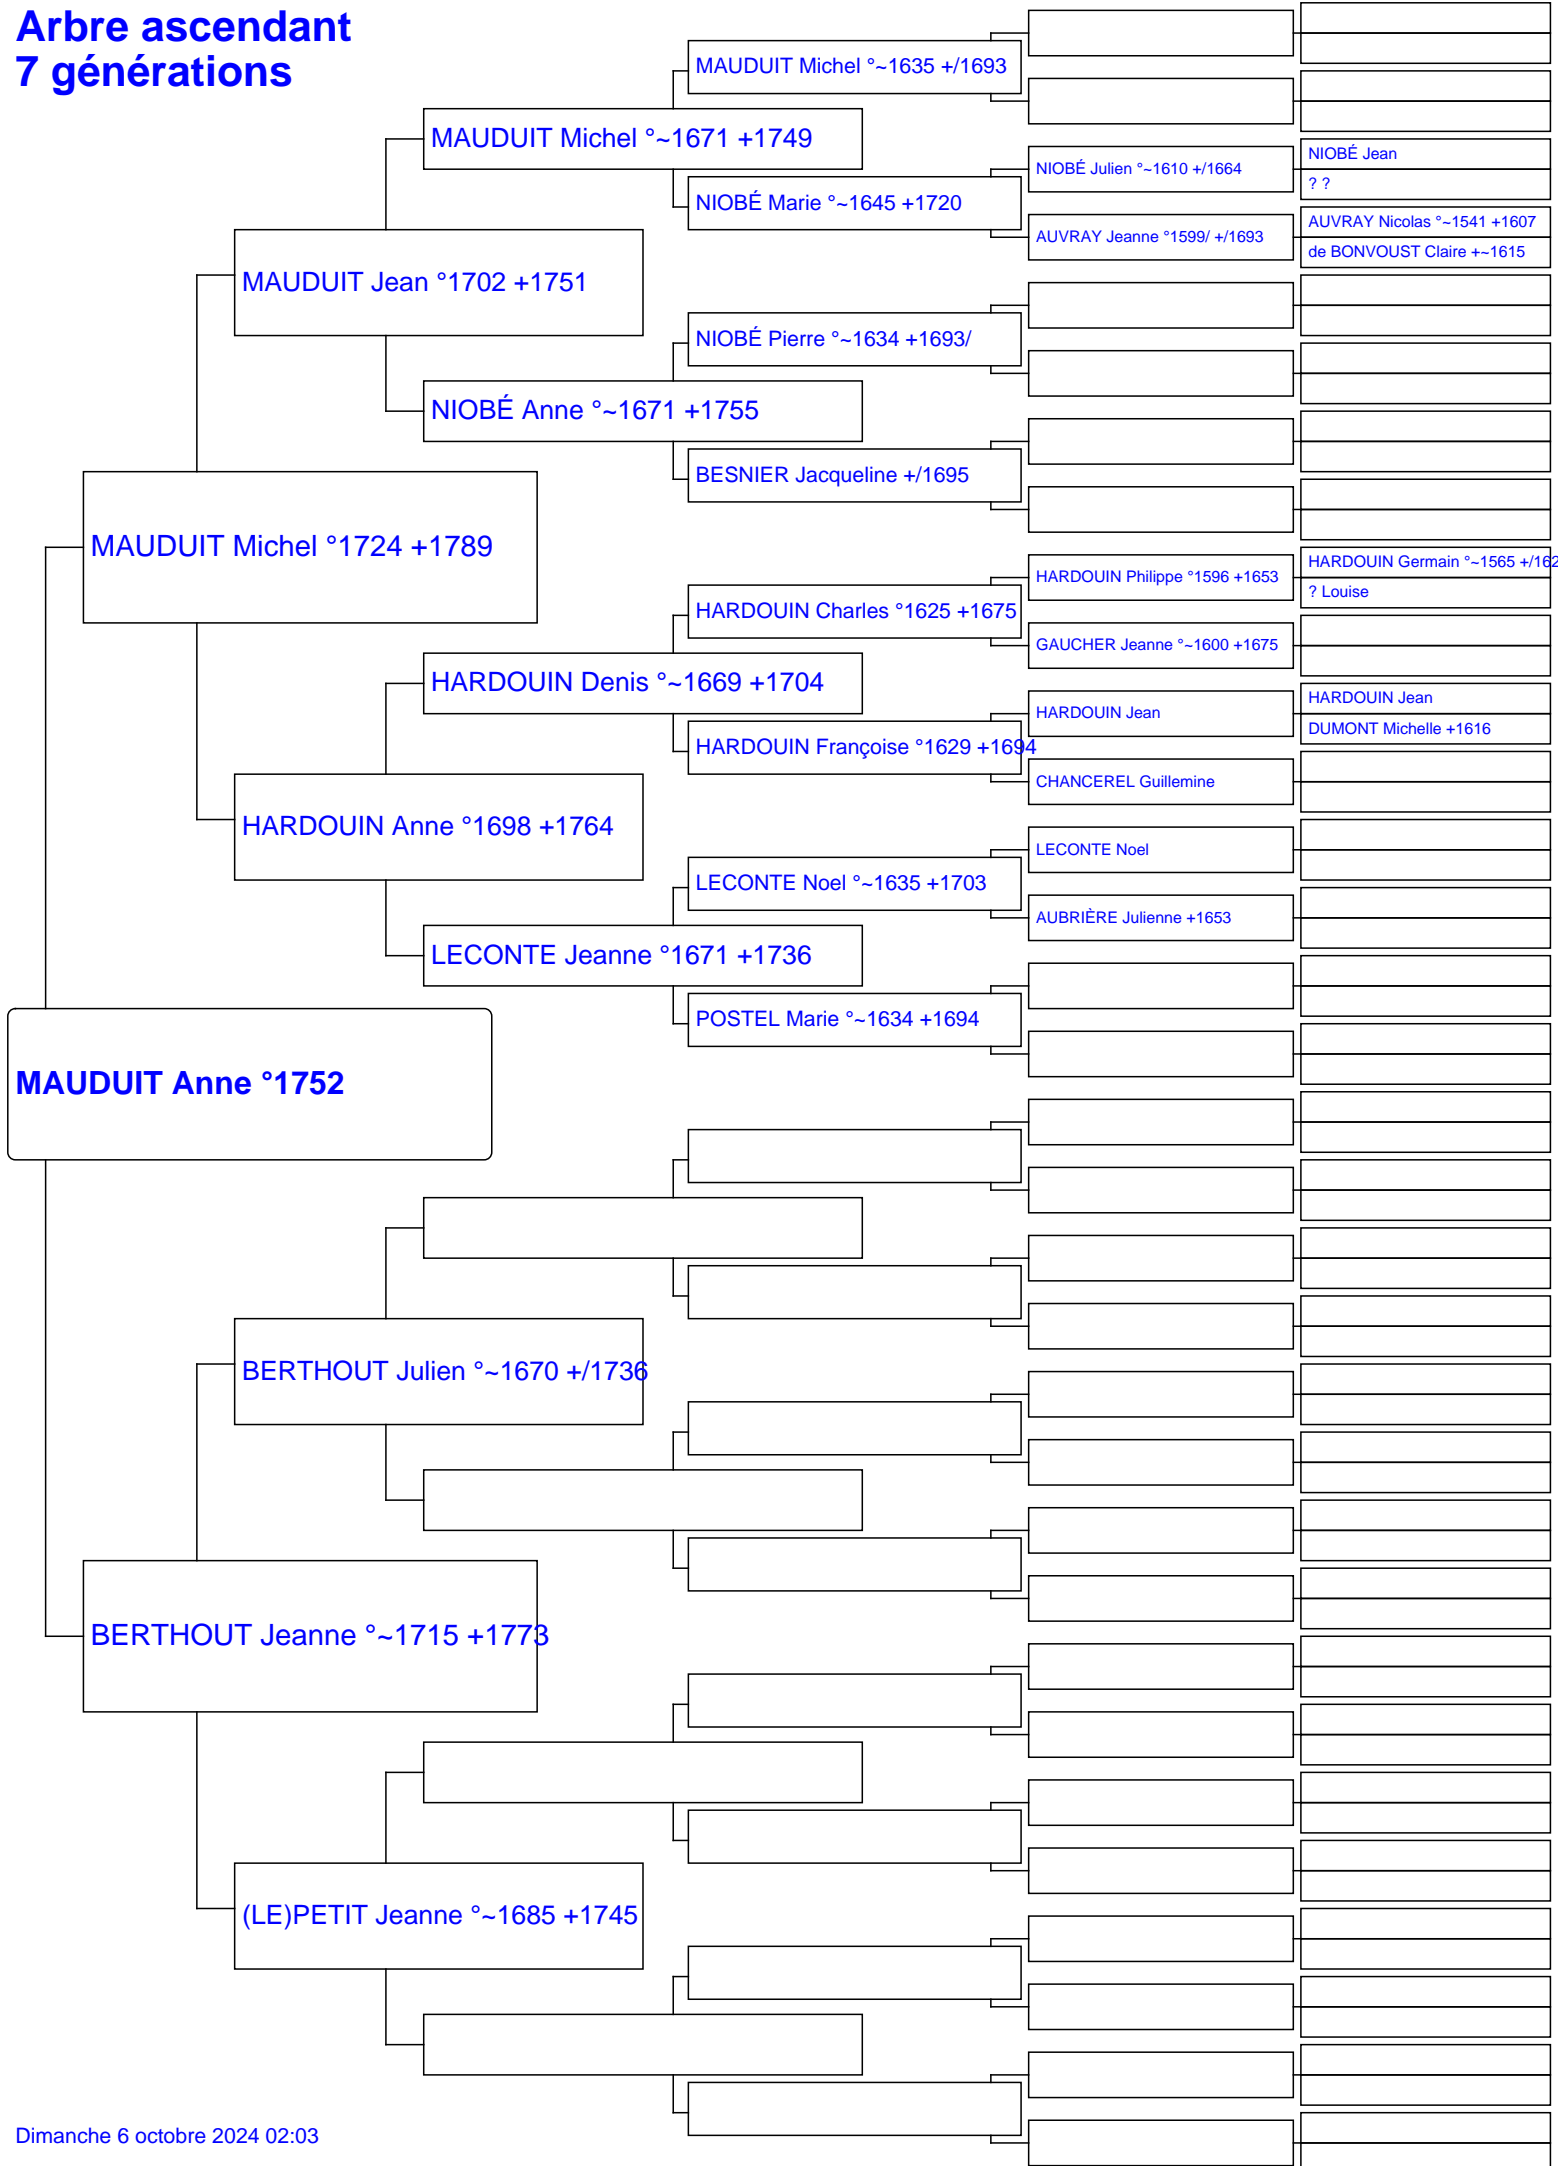 Arbre ascendant
7 générations
MAUDUIT Michel °~1635 +/1693
MAUDUIT Michel °~1671 +1749
NIOBÉ Jean
NIOBÉ Julien °~1610 +/1664
? ?
NIOBÉ Marie °~1645 +1720
AUVRAY Nicolas °~1541 +1607
AUVRAY Jeanne °1599/ +/1693
de BONVOUST Claire +~1615
MAUDUIT Jean °1702 +1751
NIOBÉ Pierre °~1634 +1693/
NIOBÉ Anne °~1671 +1755
BESNIER Jacqueline +/1695
MAUDUIT Michel °1724 +1789
HARDOUIN Germain °~1565 +/162
HARDOUIN Philippe °1596 +1653
? Louise
HARDOUIN Charles °1625 +1675
GAUCHER Jeanne °~1600 +1675
HARDOUIN Denis °~1669 +1704
HARDOUIN Jean
HARDOUIN Jean
DUMONT Michelle +1616
HARDOUIN Françoise °1629 +1694
CHANCEREL Guillemine
HARDOUIN Anne °1698 +1764
LECONTE Noel
LECONTE Noel °~1635 +1703
AUBRIÈRE Julienne +1653
LECONTE Jeanne °1671 +1736
POSTEL Marie °~1634 +1694
MAUDUIT Anne °1752
BERTHOUT Julien °~1670 +/1736
BERTHOUT Jeanne °~1715 +1773
(LE)PETIT Jeanne °~1685 +1745
Dimanche 6 octobre 2024 02:03